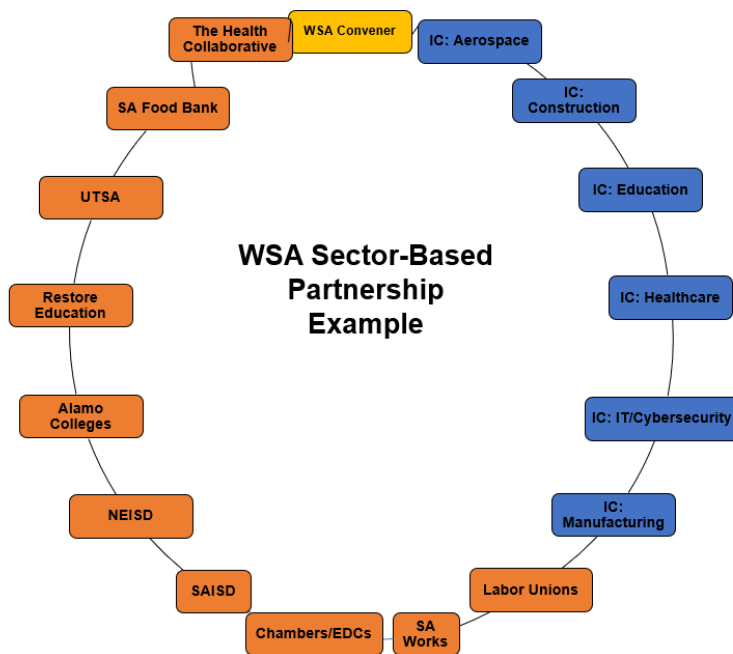 The Health
Collaborative
WSA Convener
IC: Aerospace
IC:
Construction
IC: Education
IC: Healthcare
IC: IT/Cybersecurity
IC:
Manufacturing
Labor Unions
SA
Works
Chambers/EDCs
SAISD
NEISD
Alamo
Colleges
Restore
Education
UTSA
SA Food Bank
WSA Sector-Based
Partnership
Example